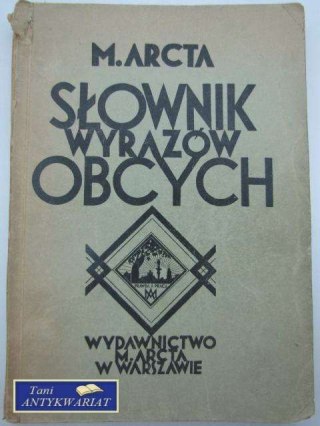 M. ARCTA
SŁOWNIK
WYRAZÓW
OBCYCH
WYDAWNICTWO
M. ARCTA
W WARSZAWIE
Tani
ANTYKWARIAT